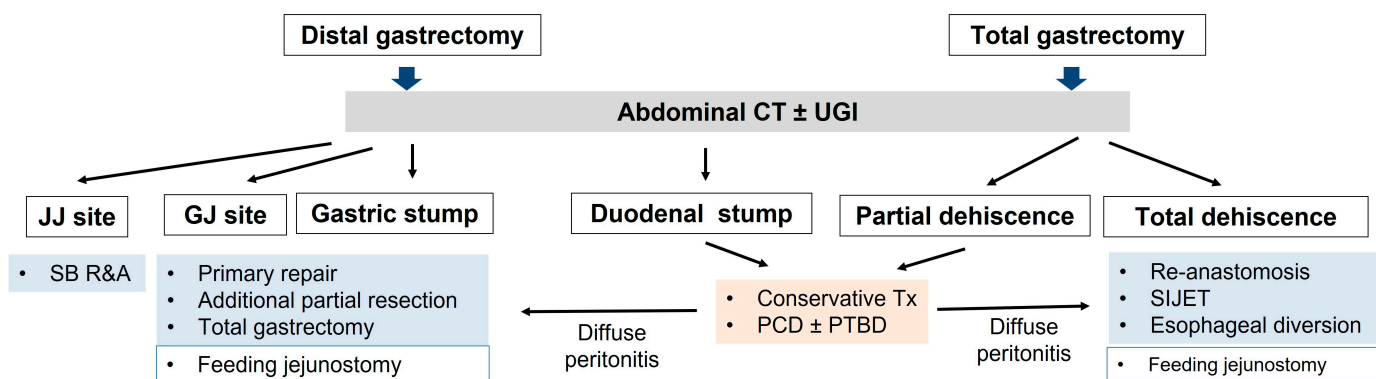 Distal gastrectomy
Total gastrectomy
Abdominal CT ± UGI
JJ site
GJ site
Gastric stump
Duodenal stump
Partial dehiscence
Total dehiscence
• SB R&A
• Primary repair
• Additional partial resection
• Total gastrectomy
• Feeding jejunostomy
Diffuse
peritonitis
• Conservative Tx
• PCD ± PTBD
Diffuse
peritonitis
• Re-anastomosis
• SIJET
• Esophageal diversion
• Feeding jejunostomy